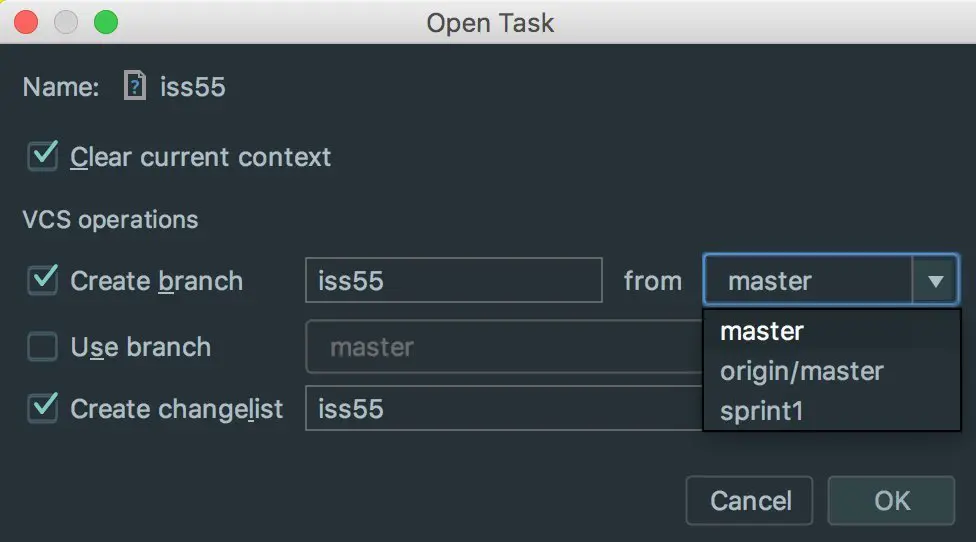 Open Task
Name: iss55
Clear current context
VCS operations
Create branch iss55 from master
master
Use branch master
origin/master
Create changelist iss55
sprint1
Cancel OK